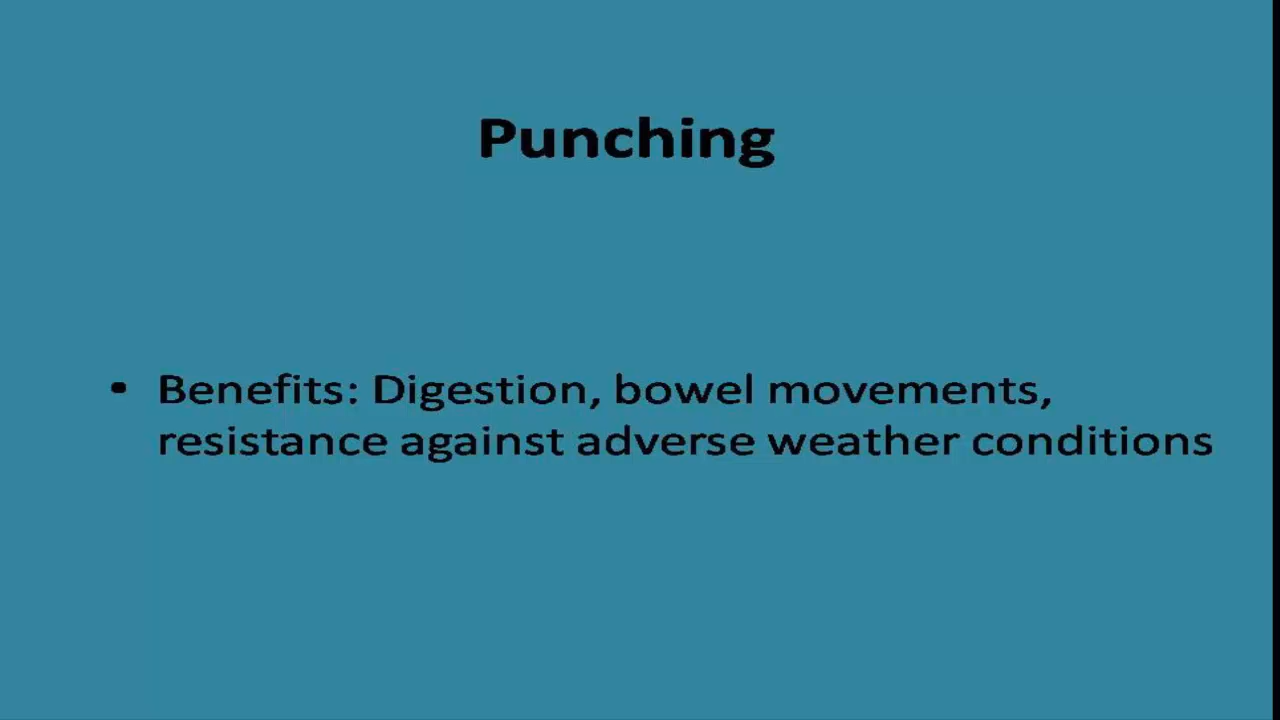 Punching
• Benefits: Digestion, bowel movements,
resistance against adverse weather conditions